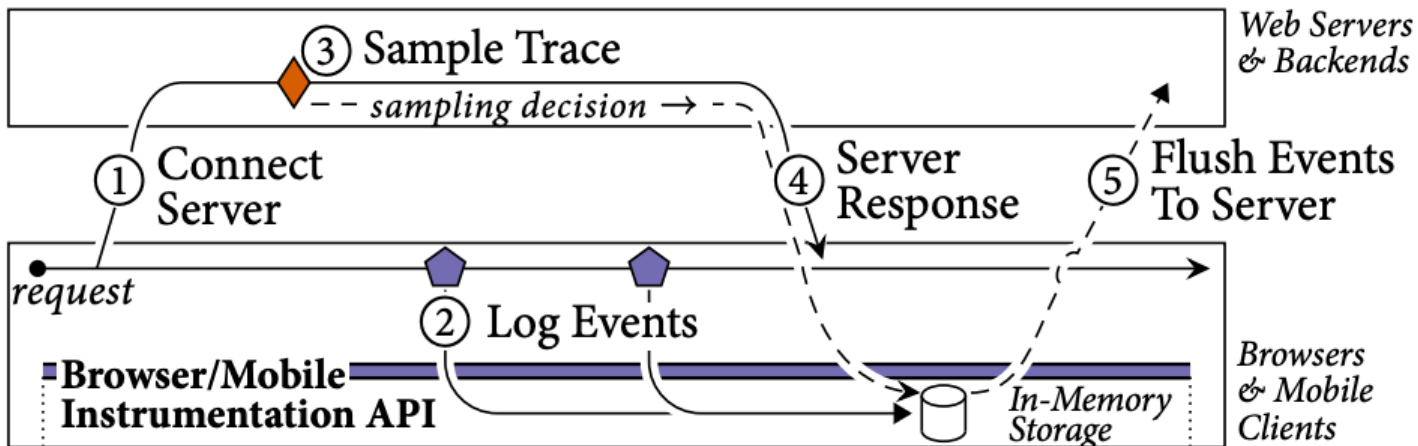 Web Servers
& Backends
3 Sample Trace
sampling decision
1 Connect
Server
4 Server
Response
5 Flush Events
To Server
request
2 Log Events
Browser/Mobile
Instrumentation API
In-Memory
Storage
Browsers
& Mobile
Clients